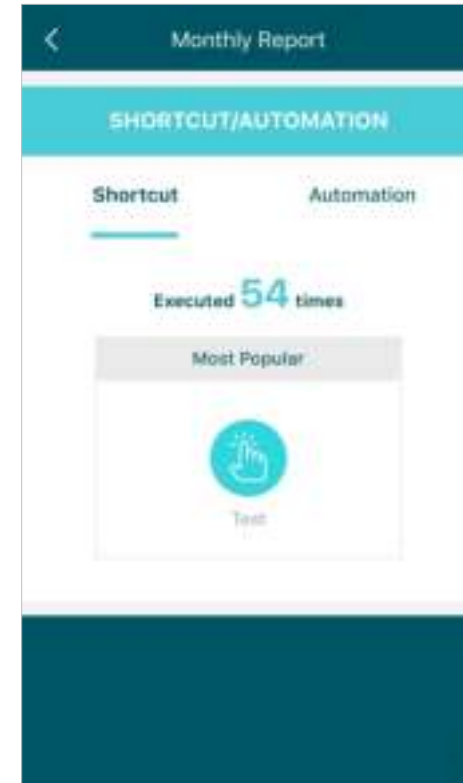 Monthly Report
SHORTCUT/AUTOMATION
Shortcut Automation
Executed 54 times
Most Popular
Test